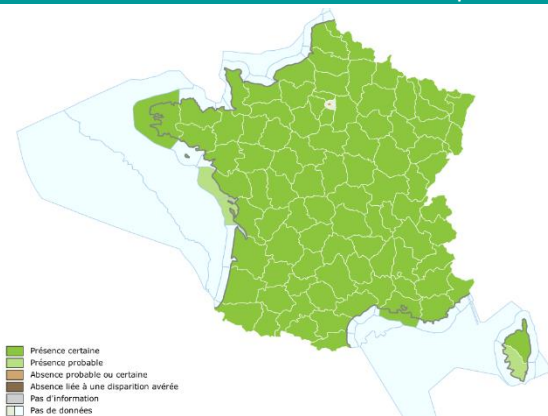 Présence certaine
Présence probable
Absence probable ou certaine
Absence liée à une disparition avérée
Pas d'information
Pas de données